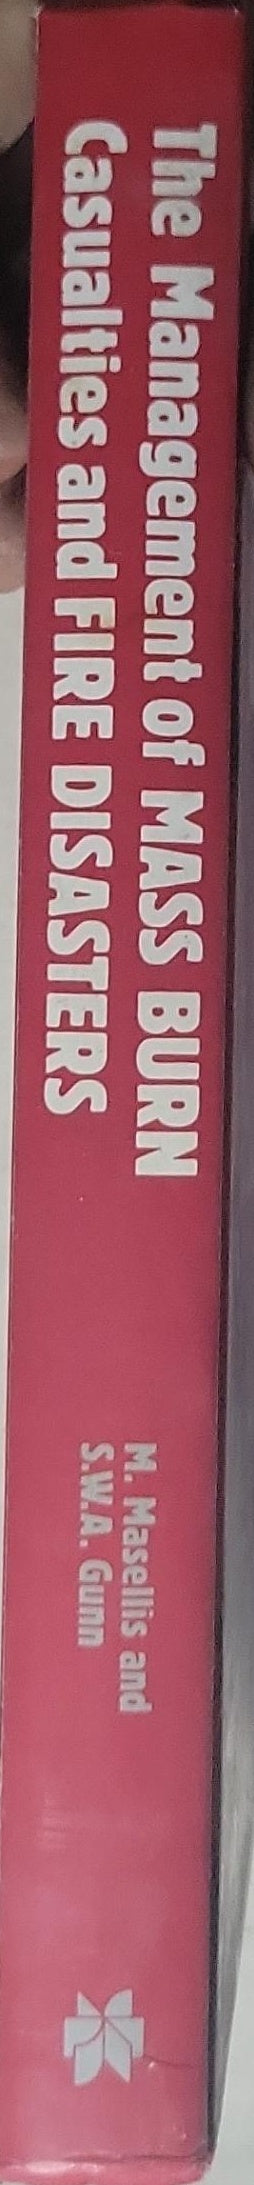 The Management of MASS BURN
Casualties and FIRE DISASTERS
M. Masellis and
S.W.A. Gunn